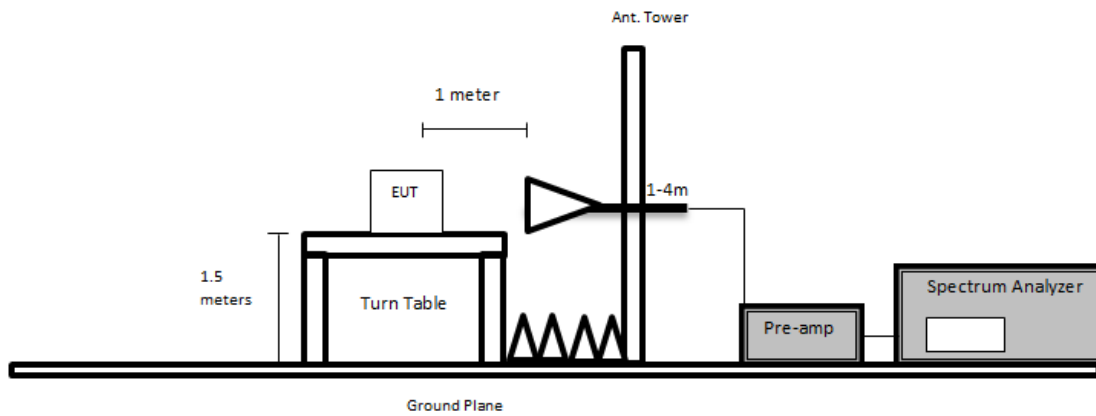 Ant. Tower
1 meter
EUT
1-4m
1.5
meters
Turn Table
Spectrum Analyzer
Pre-amp
Ground Plane